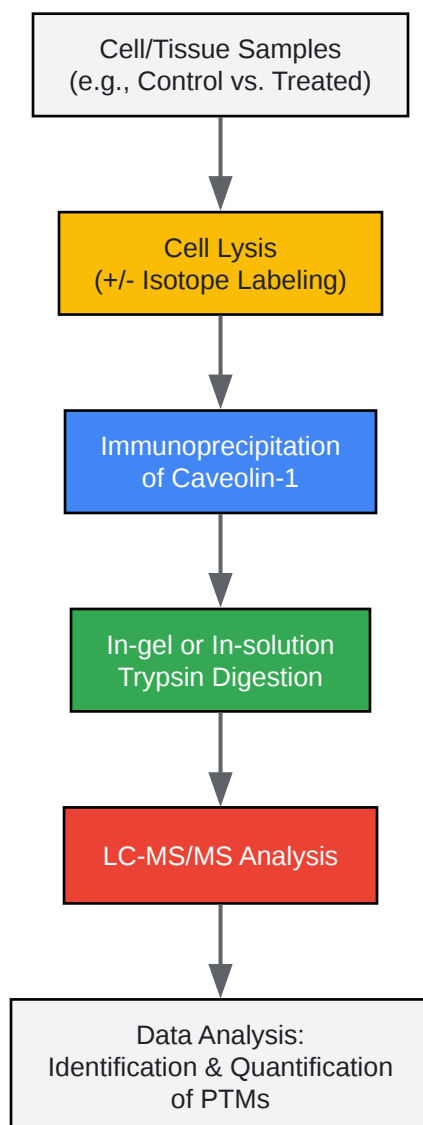 Cell/Tissue Samples
(e.g., Control vs. Treated)
Cell Lysis
(+/- Isotope Labeling)
Immunoprecipitation
of Caveolin-1
In-gel or In-solution
Trypsin Digestion
LC-MS/MS Analysis
Data Analysis:
Identification & Quantification
of PTMs